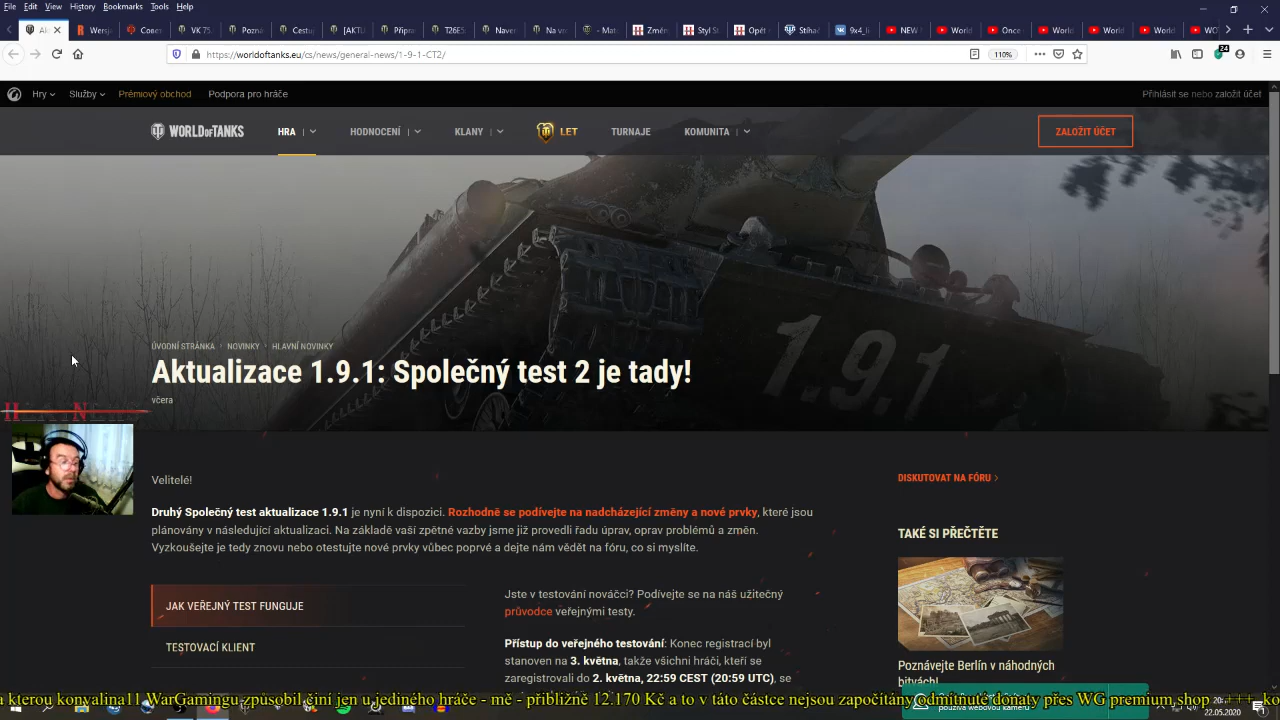 File Edit View History Bookmarks Tools Help
https://worldoftanks.eu/cs/news/general-news/1-9-1-CT2/
110%
Hry Služby Prémiový obchod Podpora pro hráče
Přihlásit se nebo založit účet
WORLD OF TANKS
HRA HODNOCENÍ KLANY LET TURNAJE KOMUNITA
ZALOŽIT ÚČET
1.9.1
ÚVODNÍ STRÁNKA NOVINKY HLAVNÍ NOVINKY
Aktualizace 1.9.1: Společný test 2 je tady!
včera
Velitelé!
Druhý Společný test aktualizace 1.9.1 je nyní k dispozici. Rozhodně se podívejte na nadcházející změny a nové prvky, které jsou
plánovány v následující aktualizaci. Na základě vaší zpětné vazby jsme již provedli řadu úprav, oprav problémů a změn.
Vyzkoušejte je tedy znovu nebo otestujte nové prvky vůbec poprvé a dejte nám vědět na fóru, co si myslíte.
DISKUTOVAT NA FÓRU
TAKÉ SI PŘEČTĚTE
Poznávejte Berlín v náhodných
bitvách!
JAK VEŘEJNÝ TEST FUNGUJE
TESTOVACÍ KLIENT
Jste v testování nováčci? Podívejte se na náš užitečný
průvodce veřejnými testy.
Přístup do veřejného testování: Konec registrací byl
stanoven na 3. května, takže všichni hráči, kteří se
zaregistrovali do 2. května, 22:59 CEST (20:59 UTC), se
a kterou konvalina11 WarGamingu způsobil činí jen u jediného hráče - mě - přibližně 12.170 Kč a to v táto částce nejsou započítány odmítnuté donaty přes WG premium shop - +++ ko
používá webovou kameru
22.05.2020